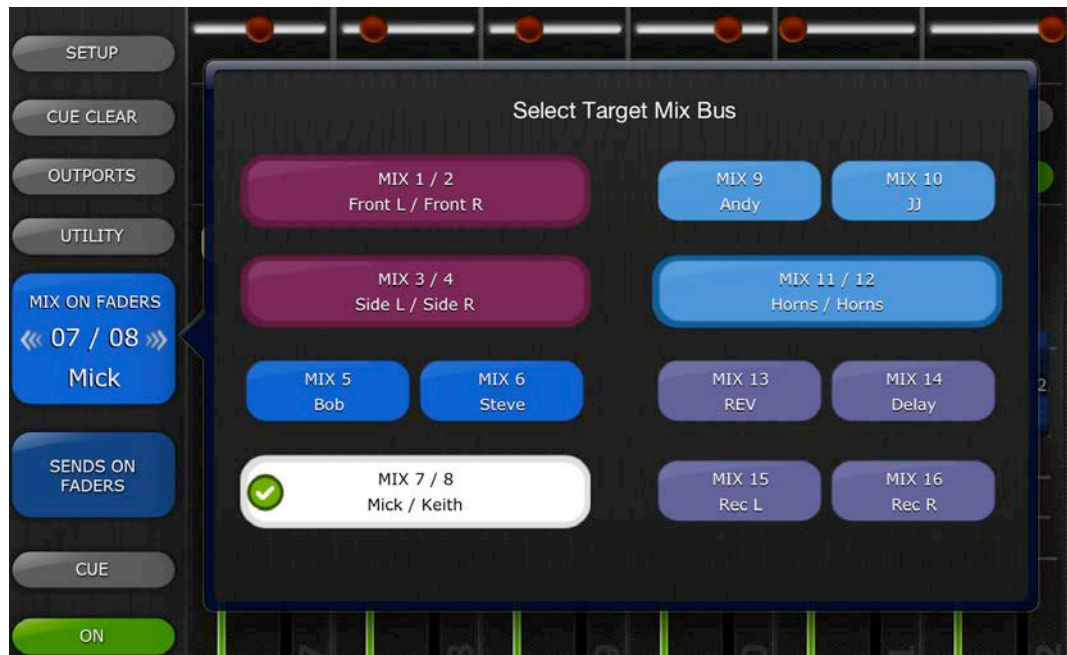 SETUP
CUE CLEAR
OUTPORTS
UTILITY
MIX ON FADERS
07 / 08
Mick
SENDS ON
FADERS
CUE
ON
Select Target Mix Bus
MIX 1 / 2
Front L / Front R
MIX 3 / 4
Side L / Side R
MIX 5
Bob
MIX 6
Steve
MIX 7 / 8
Mick / Keith
MIX 9
Andy
MIX 10
JJ
MIX 11 / 12
Horns / Horns
MIX 13
REV
MIX 14
Delay
MIX 15
Rec L
MIX 16
Rec R
2